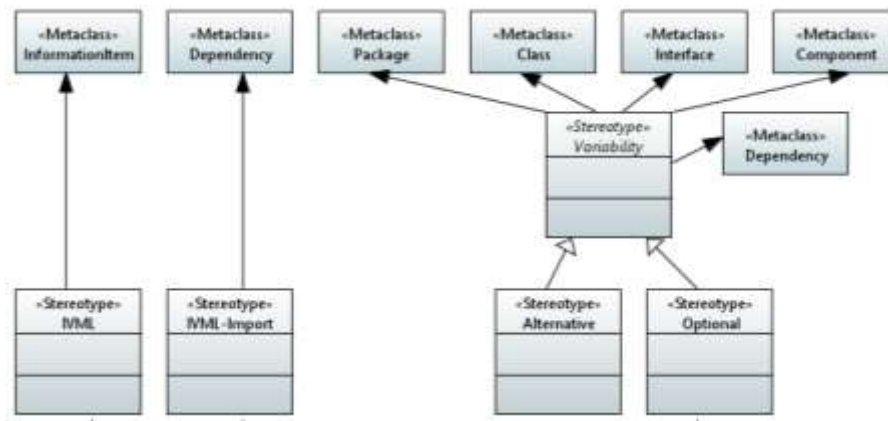 «Metaclass»
InformationItem
«Metaclass»
Dependency
«Metaclass»
Package
«Metaclass»
Class
«Metaclass»
Interface
«Metaclass»
Component
«Stereotype»
Variability
«Metaclass»
Dependency
«Stereotype»
IVML
«Stereotype»
IVML-Import
«Stereotype»
Alternative
«Stereotype»
Optional